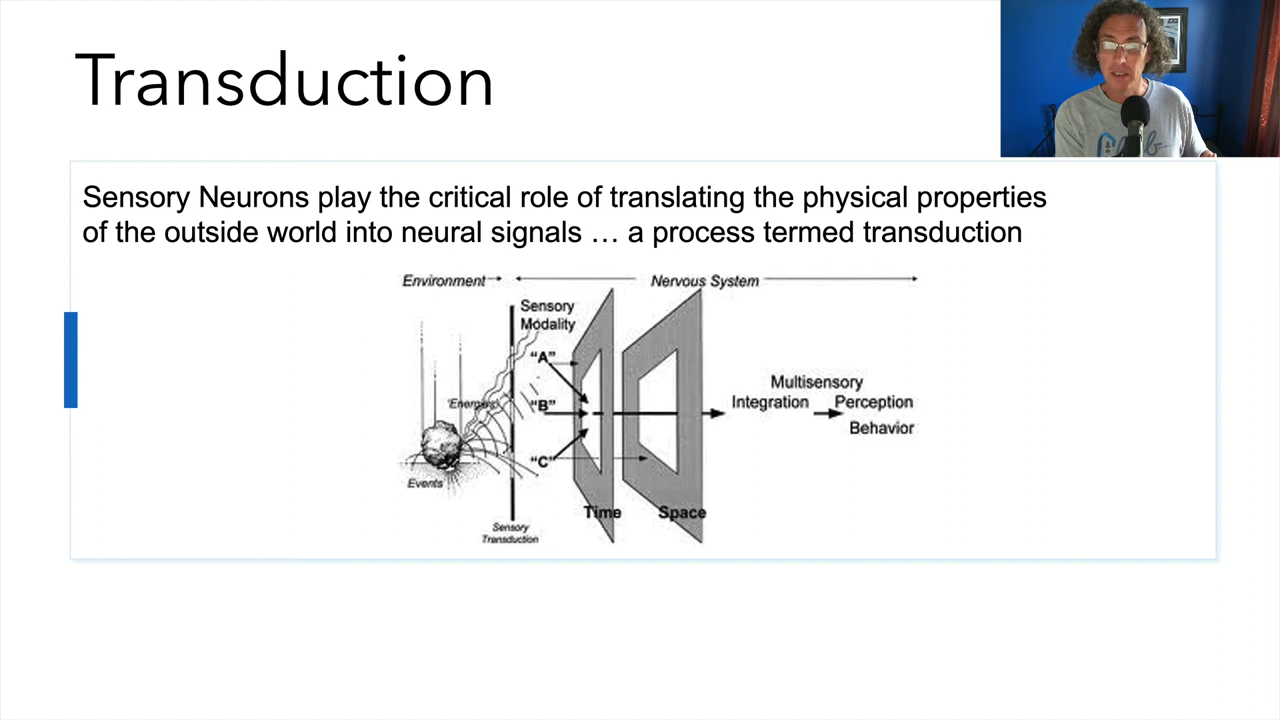 Transduction
Sensory Neurons play the critical role of translating the physical properties
of the outside world into neural signals … a process termed transduction
Environment
Nervous System
Sensory
Modality
“A”
'Energies'
“B”
“C”
Events
Sensory
Transduction
Time
Space
Multisensory
Integration
Perception
Behavior